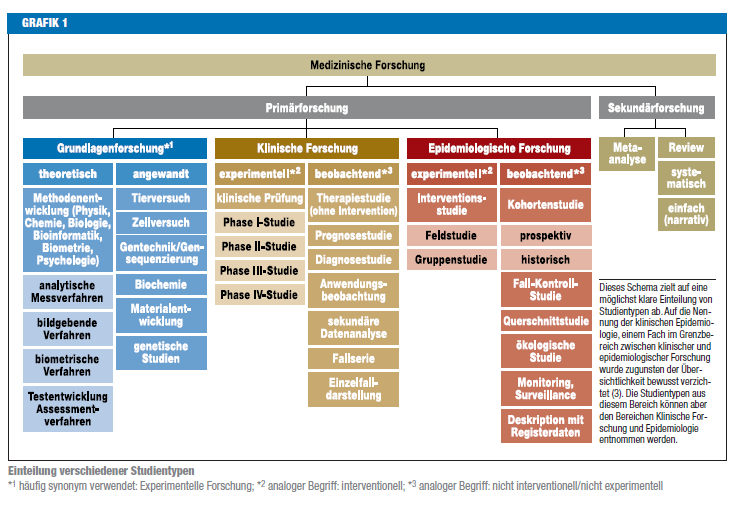 GRAFIK 1
Medizinische Forschung
Primärforschung
Sekundärforschung
Grundlagenforschung*1
Klinische Forschung
Epidemiologische Forschung
Meta-
analyse
Review
syste-
matisch
einfach
(narrativ)
theoretisch
angewandt
experimentell*2
beobachtend*3
experimentell*2
beobachtend*3
Methodenent-
wicklung (Physik,
Chemie, Biologie,
Bioinformatik,
Biometrie,
Psychologie)
analytische
Messverfahren
bildgebende
Verfahren
biometrische
Verfahren
Testentwicklung
Assessment-
verfahren
Tierversuch
Zellversuch
Gentechnik/Gen-
sequenzierung
Biochemie
Materialent-
wicklung
genetische
Studien
klinische Prüfung
Phase I-Studie
Phase II-Studie
Phase III-Studie
Phase IV-Studie
Therapiestudie
(ohne Intervention)
Prognosestudie
Diagnosestudie
Anwendungs-
beobachtung
sekundäre
Datenanalyse
Fallserie
Einzelfall-
darstellung
Interventions-
studie
Feldstudie
Gruppenstudie
Kohortenstudie
prospektiv
historisch
Fall-Kontroll-
Studie
Querschnittstudie
ökologische
Studie
Monitoring,
Surveillance
Deskription mit
Registerdaten
Dieses Schema zielt auf eine
möglichst klare Einteilung von
Studientypen ab. Auf die Nen-
nung der klinischen Epidemio-
logie, einem Fach im Grenzbe-
reich zwischen klinischer und
epidemiologischer Forschung
wurde zugunsten der Über-
sichtlichkeit bewusst verzich-
tet (3). Die Studientypen aus
diesem Bereich können aber
den Bereichen Klinische For-
schung und Epidemiologie
entnommen werden.
Einteilung verschiedener Studientypen
*1 häufig synonym verwendet: Experimentelle Forschung; *2 analoger Begriff: interventionell; *3 analoger Begriff: nicht interventionell/nicht experimentell